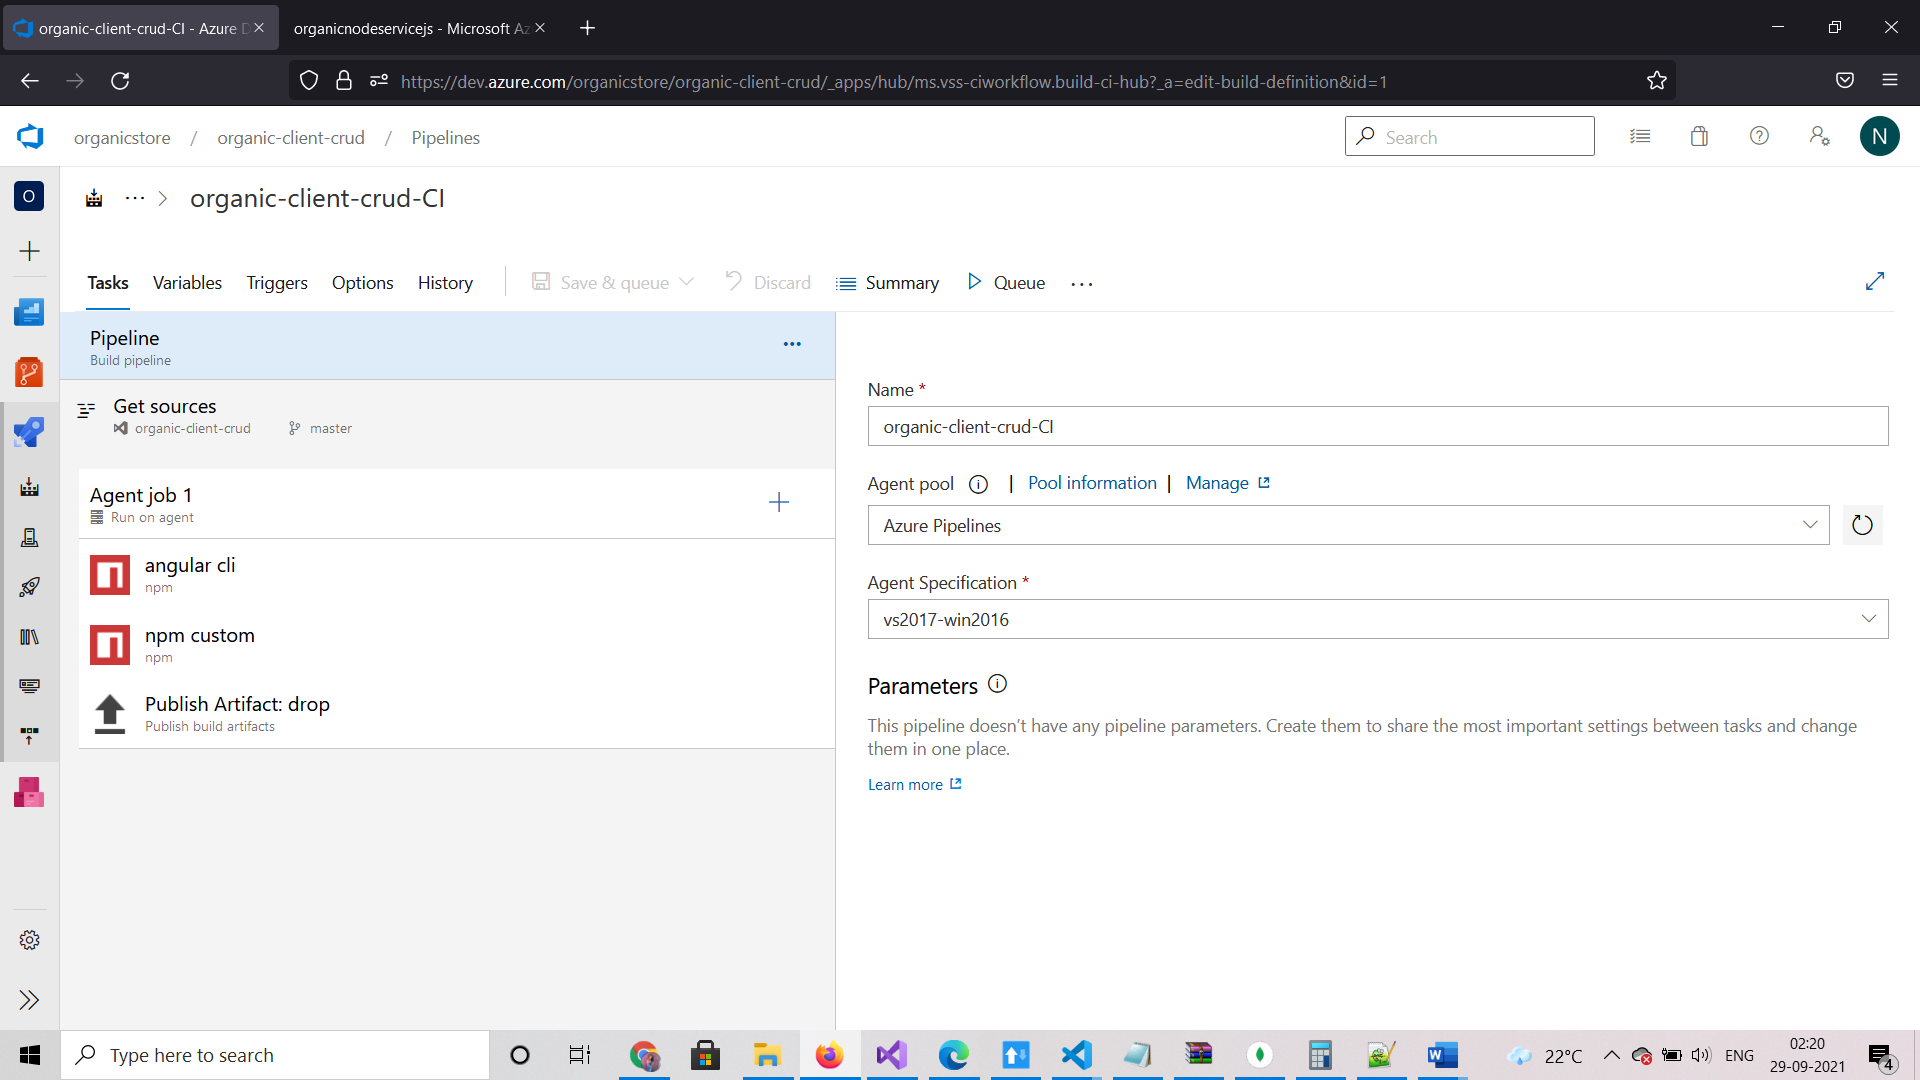 organic-client-crud-CI - Azure D
organicnodeservicejs - Microsoft Az
https://dev.azure.com/organicstore/organic-client-crud/_apps/hub/ms.vss-ciworkflow.build-ci-hub?_a=edit-build-definition&id=1
organicstore / organic-client-crud / Pipelines
Search
N
O
... > organic-client-crud-CI
Tasks Variables Triggers Options History Save & queue Discard Summary Queue ...
Pipeline
Build pipeline
...
Get sources
organic-client-crud master
Agent job 1
Run on agent
angular cli
npm
npm custom
npm
Publish Artifact: drop
Publish build artifacts
Name *
organic-client-crud-CI
Agent pool | Pool information | Manage
Azure Pipelines
Agent Specification *
vs2017-win2016
Parameters
This pipeline doesn’t have any pipeline parameters. Create them to share the most important settings between tasks and change
them in one place.
Learn more
Type here to search
22°C
ENG
02:20
29-09-2021
4